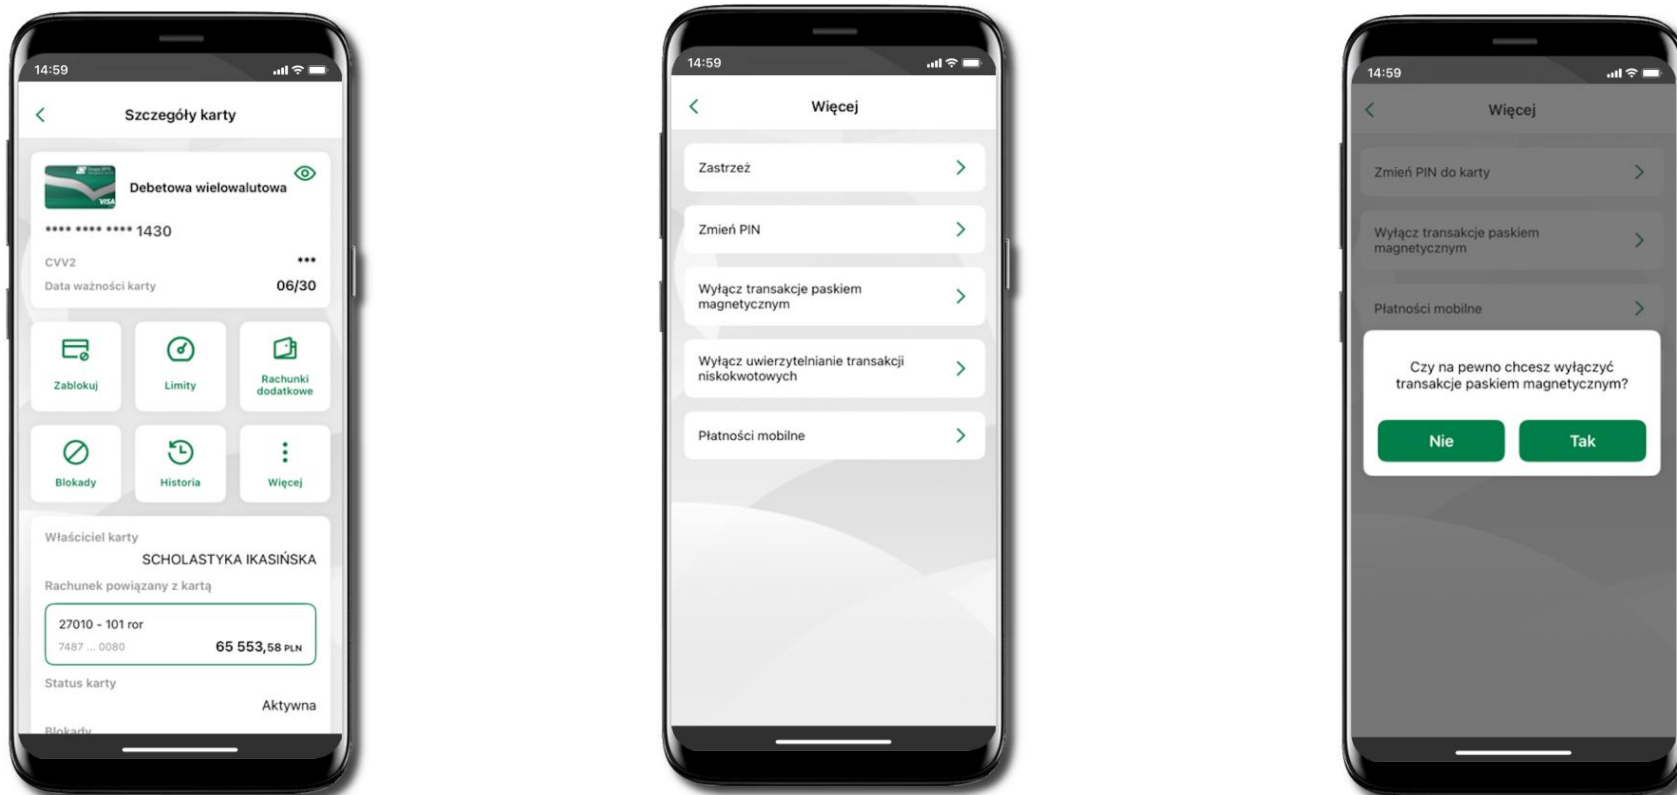 14:59
Szczegóły karty
Debetowa wielowalutowa
VISA
**** **** **** 1430
CVV2 ***
Data ważności karty 06/30
Zablokuj
Limity
Rachunki
dodatkowe
Blokady
Historia
Więcej
Właściciel karty
SCHOLASTYKA IKASIŃSKA
Rachunek powiązany z kartą
27010 - 101 ror
7487 ... 0080 65 553,58 PLN
Status karty
Aktywna
Blokady
14:59
Więcej
Zastrzeż
Zmień PIN
Wyłącz transakcje paskiem
magnetycznym
Wyłącz uwierzytelnianie transakcji
niskokwotowych
Płatności mobilne
14:59
Więcej
Zmień PIN do karty
Wyłącz transakcje paskiem
magnetycznym
Płatności mobilne
Czy na pewno chcesz wyłączyć
transakcje paskiem magnetycznym?
Nie Tak